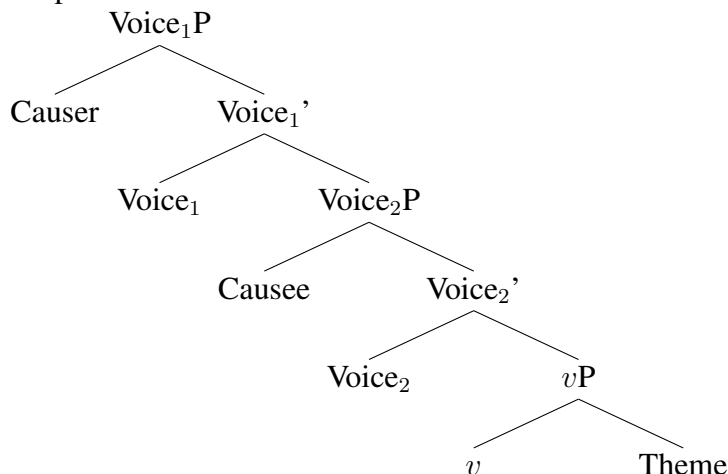 Voice₁P
Causer Voice₁'
Voice₁ Voice₂P
Causee Voice₂'
Voice₂ vP
v Theme